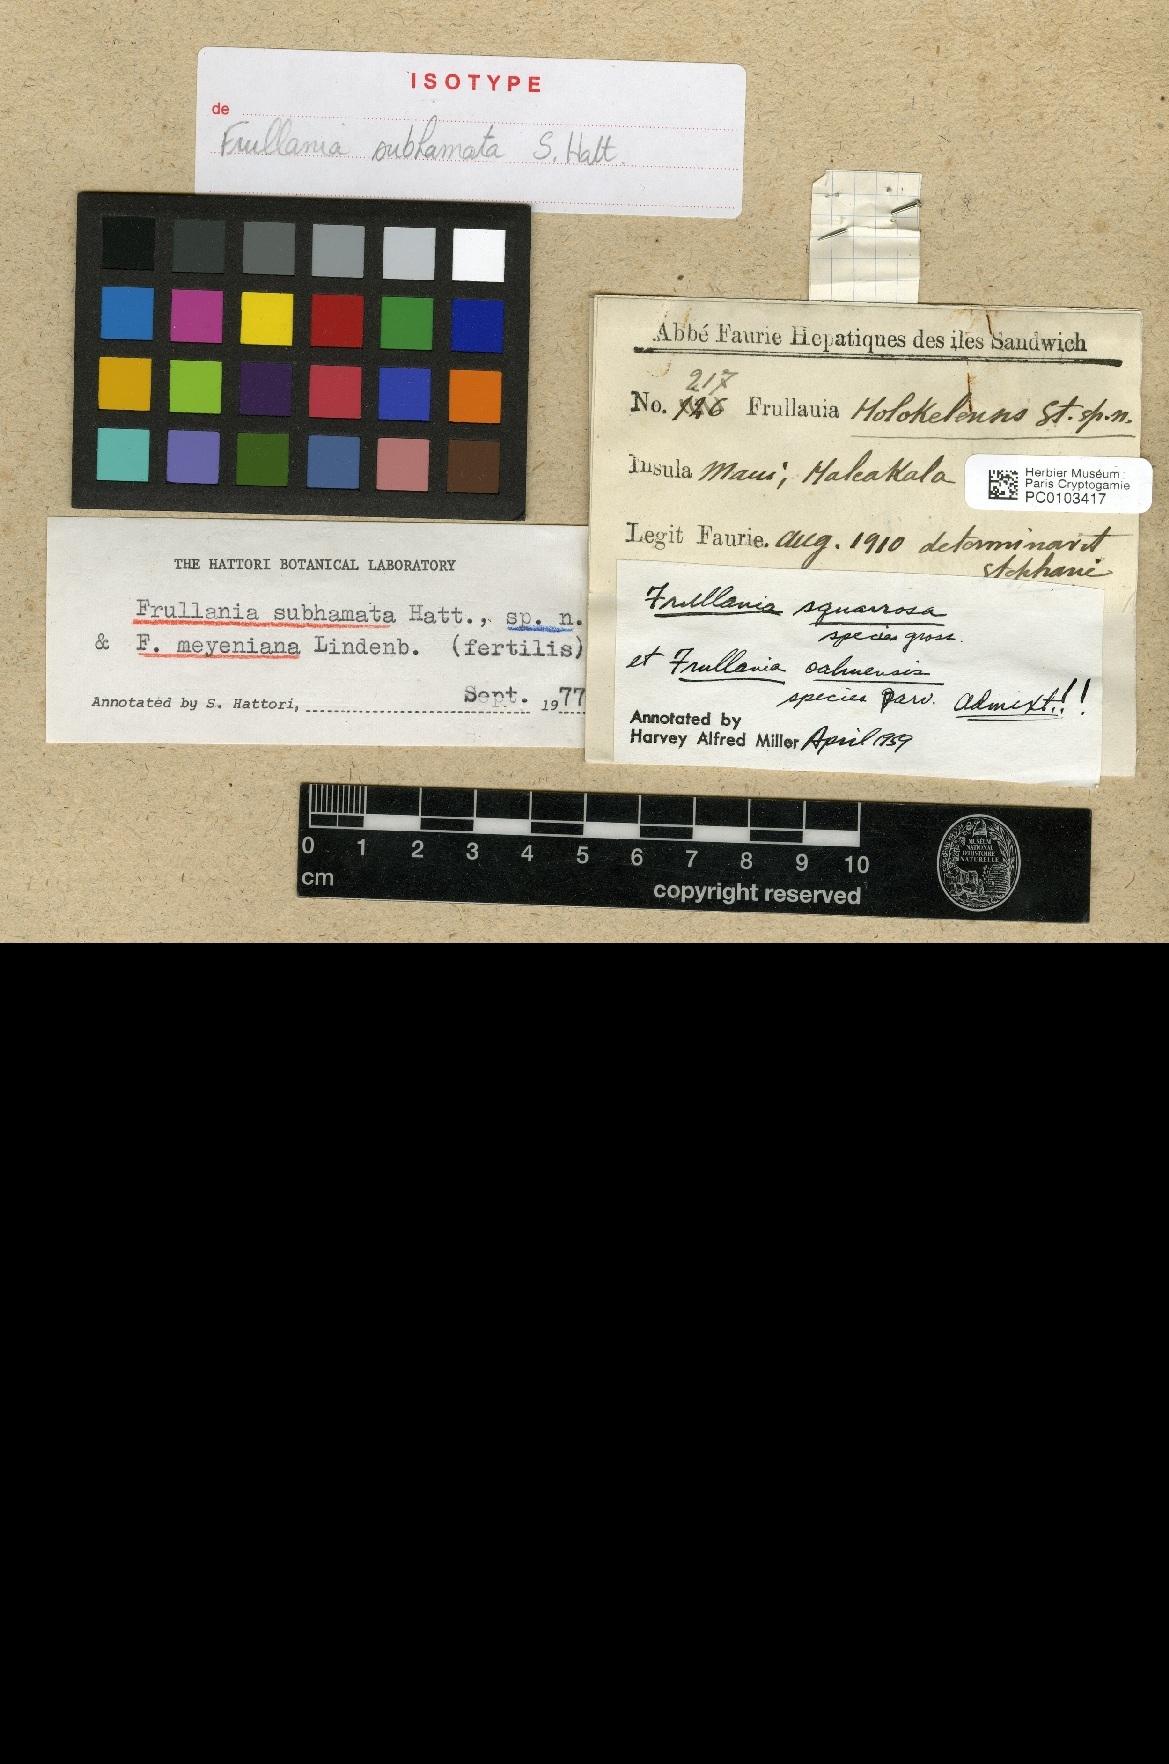 ISOTYPE
de
Frullania subhamata S. Hatt.
Abbé Faurie Hepatiques des iles Sandwich
217
No. 126 Frullauia Molokelenns St. sp. n.
Insula Maui, Haleakala
Herbier Muséum
Paris Cryptogamie
PC0103417
Legit Faurie. Aug. 1910 determinavit
Stephani
THE HATTORI BOTANICAL LABORATORY
Frullania subhamata Hatt., sp. n.
& F. meyeniana Lindenb. (fertilis)
Annotated by S. Hattori, Sept. 1977
Frullania squarrosa
species gross.
et Frullania oahuensis
species parv. admixt!!!
Annotated by
Harvey Alfred Miller April 1959
0 1 2 3 4 5 6 7 8 9 10
cm
copyright reserved
MUSEUM
NATIONAL
D'HISTOIRE
NATURELLE